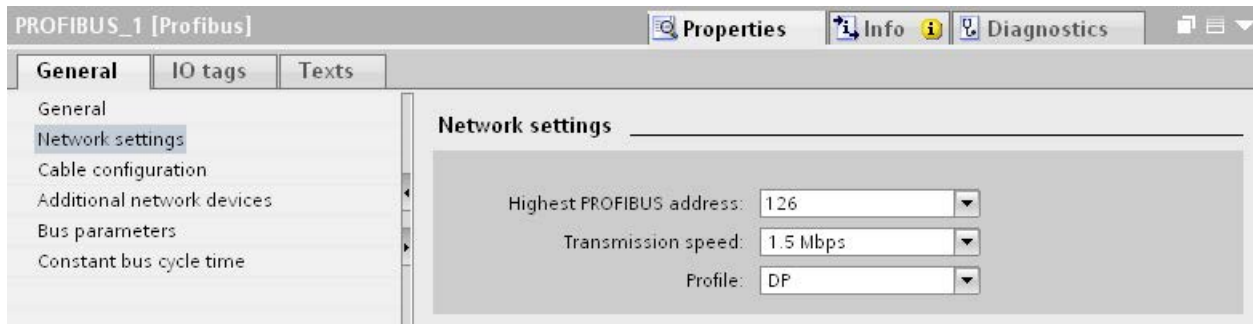 PROFIBUS_1 [Profibus]
Properties
Info
Diagnostics
General
IO tags
Texts
General
Network settings
Cable configuration
Additional network devices
Bus parameters
Constant bus cycle time
Network settings
Highest PROFIBUS address: 126
Transmission speed: 1.5 Mbps
Profile: DP